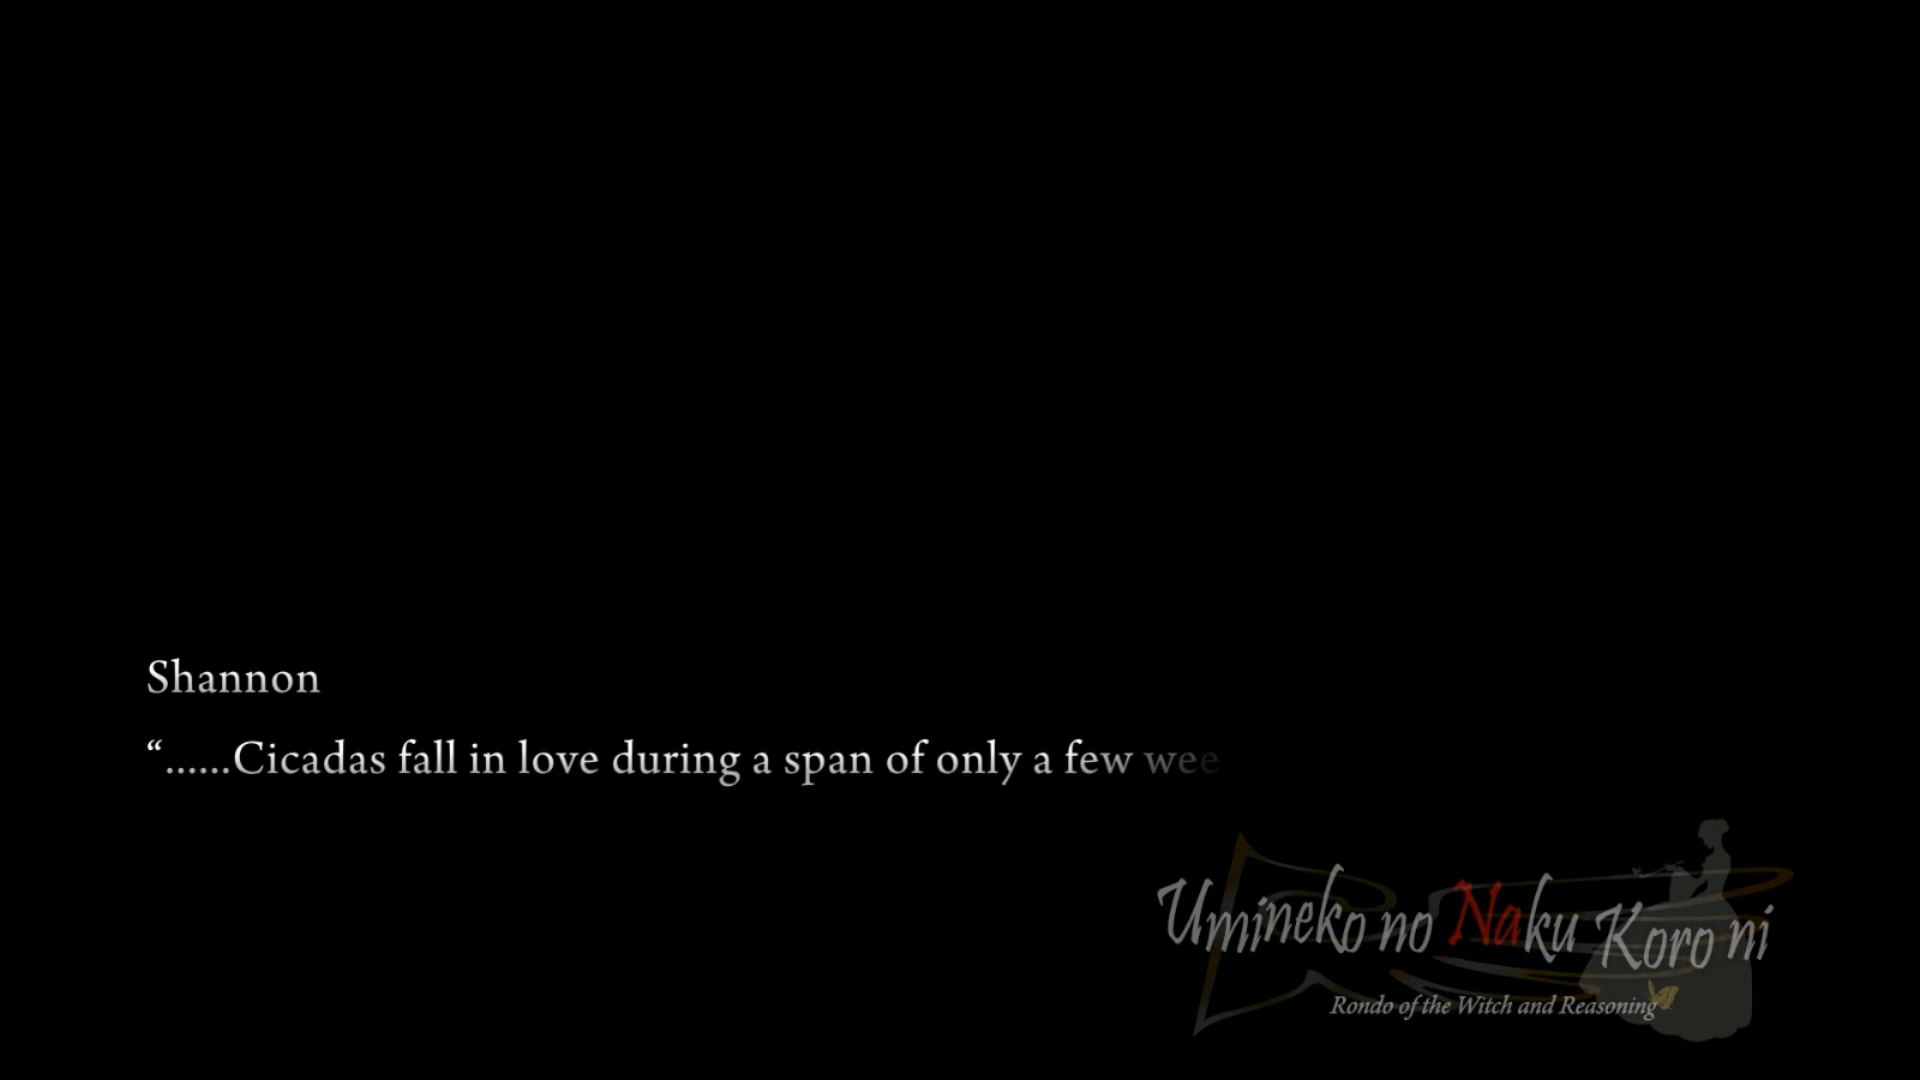 Shannon
“......Cicadas fall in love during a span of only a few wee
Umineko no Naku Koro ni
Rondo of the Witch and Reasoning